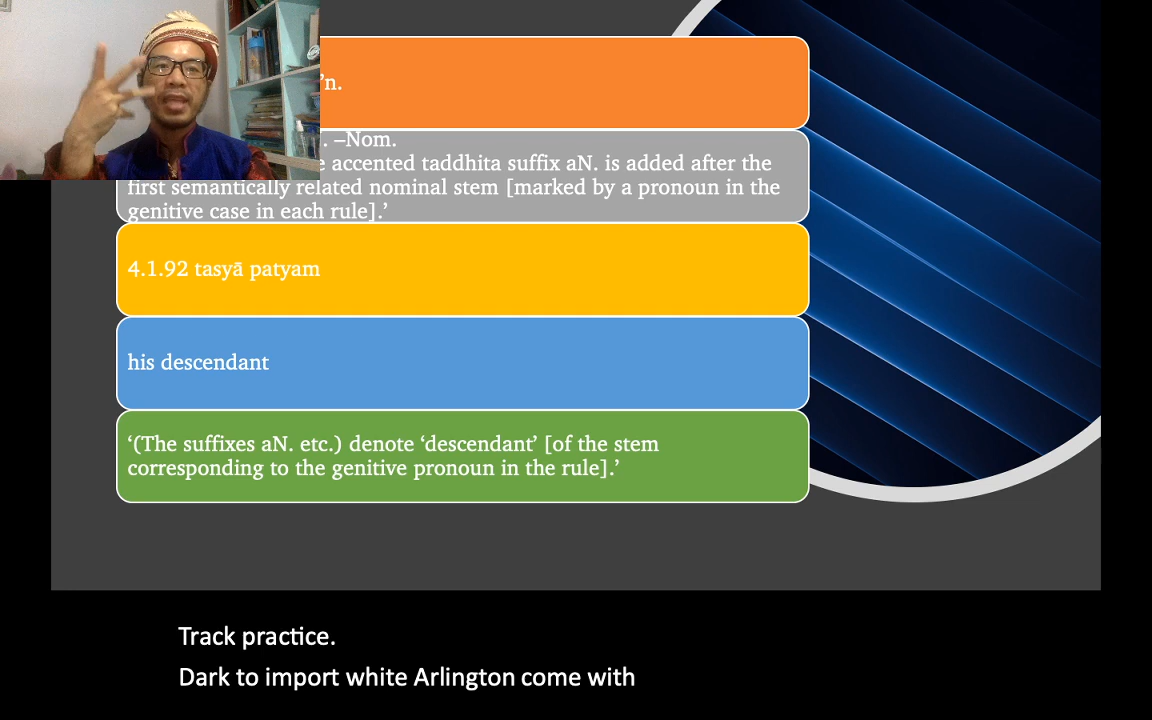 ’n.
. –Nom.
accented taddhita suffix aN. is added after the
first semantically related nominal stem [marked by a pronoun in the
genitive case in each rule].’
4.1.92 tasyā patyam
his descendant
‘(The suffixes aN. etc.) denote ‘descendant’ [of the stem
corresponding to the genitive pronoun in the rule].’
Track practice.
Dark to import white Arlington come with